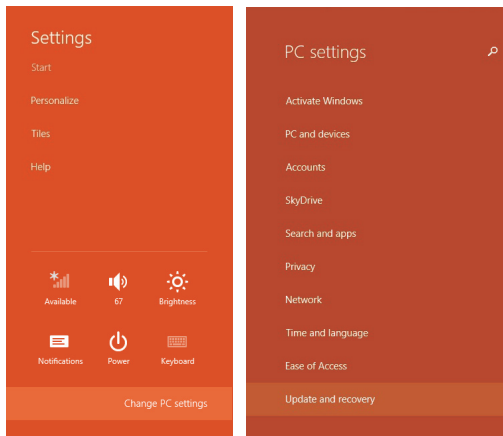 Settings
Start
Personalize
Tiles
Help
Available
67
Brightness
Notifications
Power
Keyboard
Change PC settings
PC settings
Activate Windows
PC and devices
Accounts
SkyDrive
Search and apps
Privacy
Network
Time and language
Ease of Access
Update and recovery